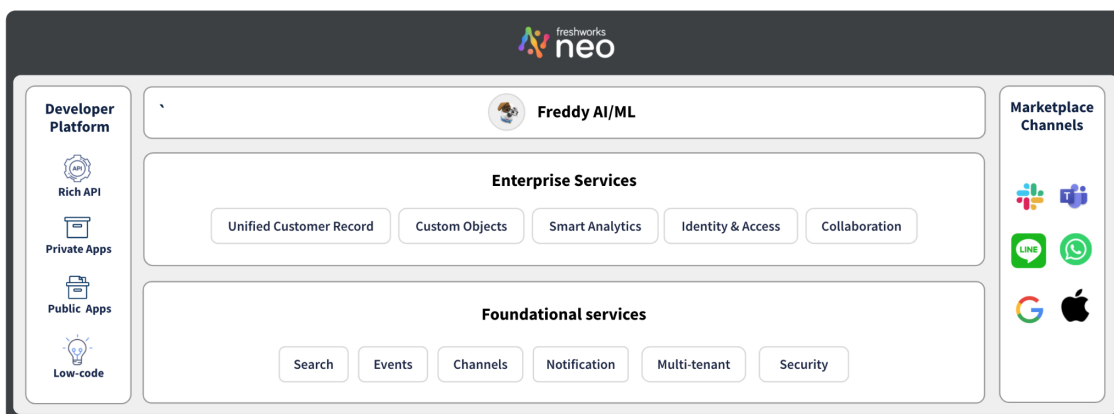 freshworks
neo
Developer
Platform
API
Rich API
Private Apps
Public Apps
Low-code
`
Freddy AI/ML
Enterprise Services
Unified Customer Record
Custom Objects
Smart Analytics
Identity & Access
Collaboration
Foundational services
Search
Events
Channels
Notification
Multi-tenant
Security
Marketplace
Channels
T
LINE
G